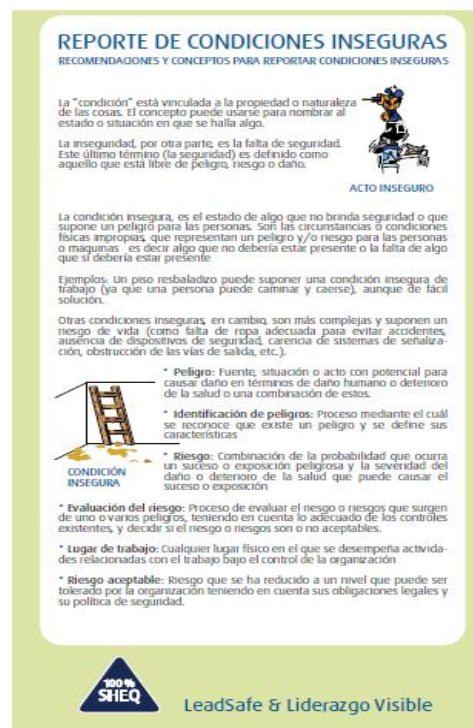 REPORTE DE CONDICIONES INSEGURAS
RECOMENDACIONES Y CONCEPTOS PARA REPORTAR CONDICIONES INSEGURAS
La "condición" está vinculada a la propiedad o naturaleza
de las cosas. El concepto puede usarse para nombrar al
estado o situación en que se halla algo.
La inseguridad, por otra parte, es la falta de seguridad.
Este último término (la seguridad) es definido como
aquello que está libre de peligro, riesgo o daño.
ACTO INSEGURO
La condición insegura, es el estado de algo que no brinda seguridad o que
supone un peligro para las personas. Son las circunstancias o condiciones
físicas impropias, que representan un peligro y/o riesgo para las personas
o maquinas es decir algo que no debería estar presente o la falta de algo
que si debería estar presente
Ejemplos: Un piso resbaladizo puede suponer una condición insegura de
trabajo (ya que una persona puede caminar y caerse), aunque de fácil
solución.
Otras condiciones inseguras, en cambio, son más complejas y suponen un
riesgo de vida (como falta de ropa adecuada para evitar accidentes,
ausencia de dispositivos de seguridad, carencia de sistemas de señaliza-
ción, obstrucción de las vías de salida, etc.).
* Peligro: Fuente, situación o acto con potencial para
causar daño en términos de daño humano o deterioro
de la salud o una combinación de estos.
* Identificación de peligros: Proceso mediante el cuál
se reconoce que existe un peligro y se define sus
características
* Riesgo: Combinación de la probabilidad que ocurra
un suceso o exposición peligrosa y la severidad del
daño o deterioro de la salud que puede causar el
suceso o exposición
CONDICIÓN
INSEGURA
* Evaluación del riesgo: Proceso de evaluar el riesgo o riesgos que surgen
de uno o varios peligros, teniendo en cuenta lo adecuado de los controles
existentes, y decidir si el riesgo o riesgos son o no aceptables.
* Lugar de trabajo: Cualquier lugar físico en el que se desempeña activida-
des relacionadas con el trabajo bajo el control de la organización
* Riesgo aceptable: Riesgo que se ha reducido a un nivel que puede ser
tolerado por la organización teniendo en cuenta sus obligaciones legales y
su política de seguridad.
100%
SHEQ
LeadSafe & Liderazgo Visible